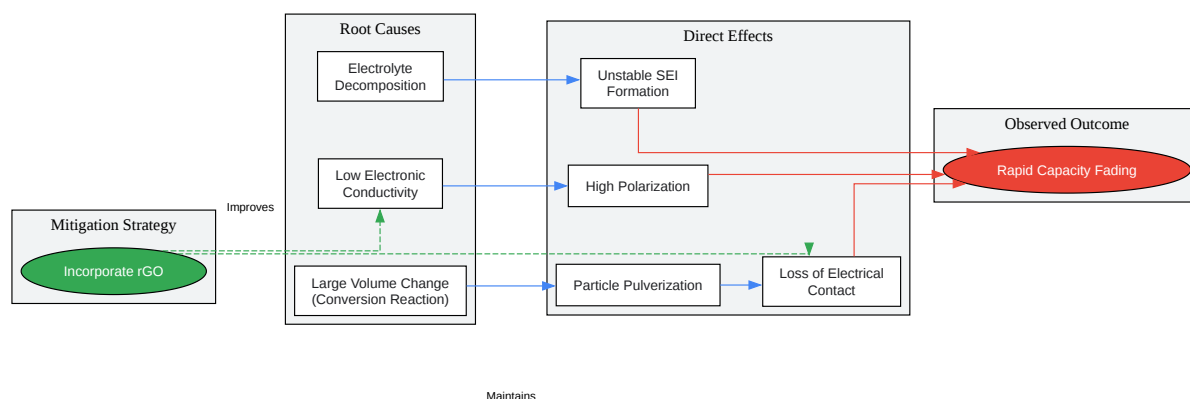 Root Causes
Electrolyte
Decomposition
Low Electronic
Conductivity
Large Volume Change
(Conversion Reaction)
Direct Effects
Unstable SEI
Formation
High Polarization
Particle Pulverization
Loss of Electrical
Contact
Observed Outcome
Rapid Capacity Fading
Mitigation Strategy
Incorporate rGO
Improves
Maintains